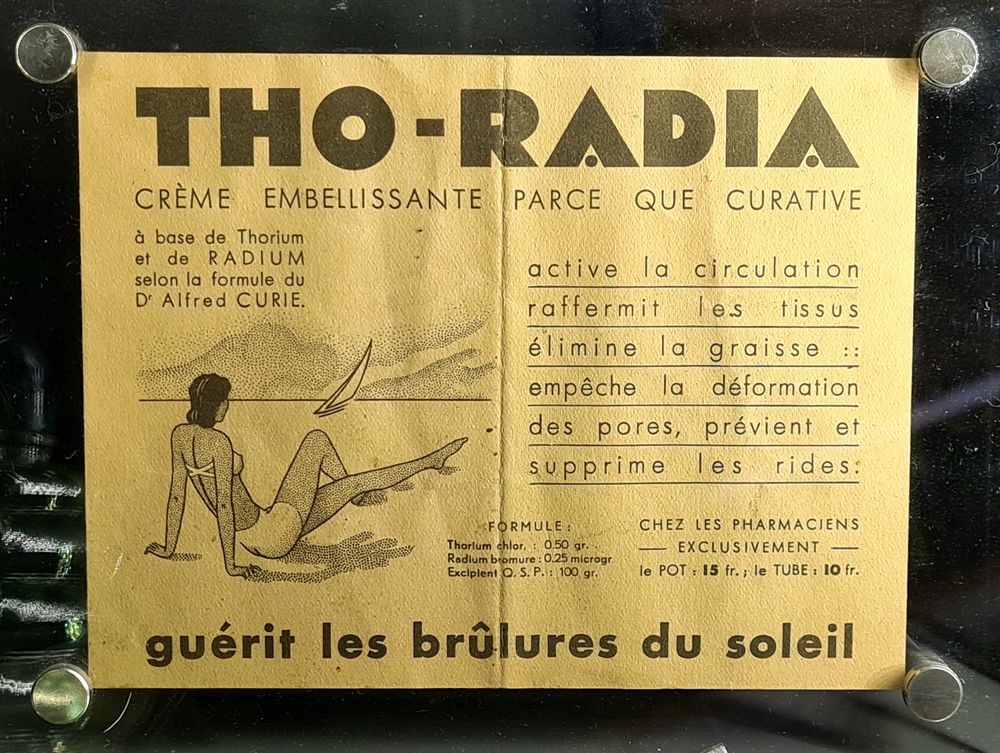 THO-RADIA
CRÈME EMBELLISSANTE PARCE QUE CURATIVE
à base de Thorium
et de RADIUM
selon la formule du
Dr Alfred CURIE.
active la circulation
raffermit les tissus
élimine la graisse ::
empêche la déformation
des pores, prévient et
supprime les rides:
FORMULE :
Thorium chlor. : 0.50 gr.
Radium bromure : 0.25 microgr.
Excipient Q. S. P. : 100 gr.
CHEZ LES PHARMACIENS
— EXCLUSIVEMENT —
le POT : 15 fr. ; le TUBE : 10 fr.
guérit les brûlures du soleil